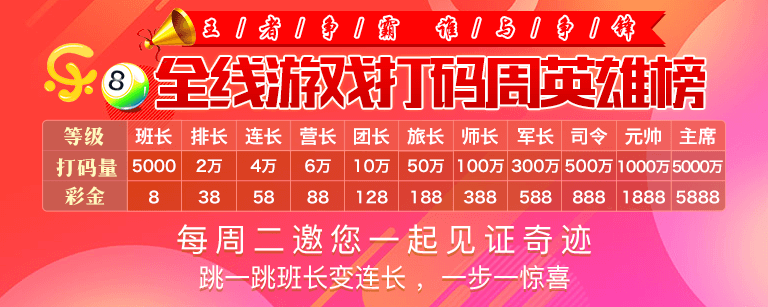 王/者/争/霸 谁/与/争/锋
乐8 全线游戏打码周英雄榜
等级 班长 排长 连长 营长 团长 旅长 师长 军长 司令 元帅 主席
打码量 5000 2万 4万 6万 10万 50万 100万 300万 500万 1000万 5000万
彩金 8 38 58 88 128 188 388 588 888 1888 5888
每周二邀您一起见证奇迹
跳一跳班长变连长，一步一惊喜